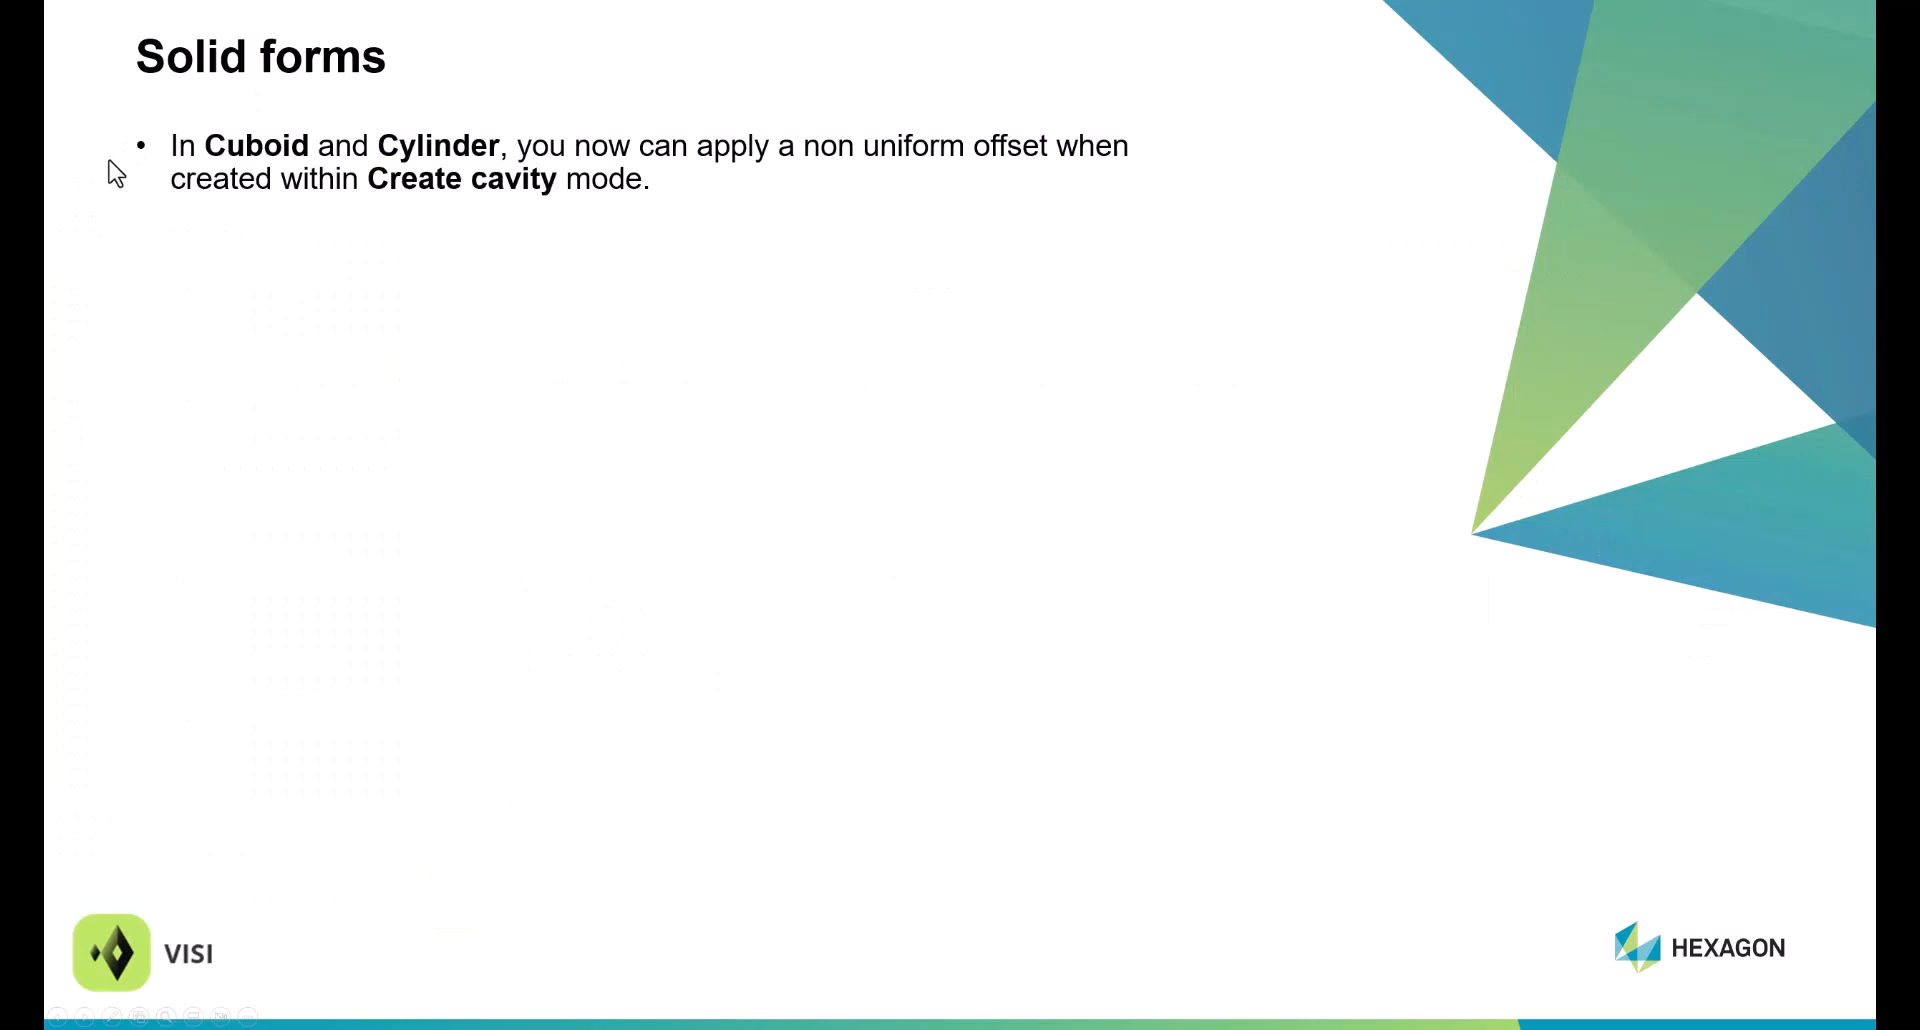 Solid forms
• In Cuboid and Cylinder, you now can apply a non uniform offset when
created within Create cavity mode.
VISI
HEXAGON